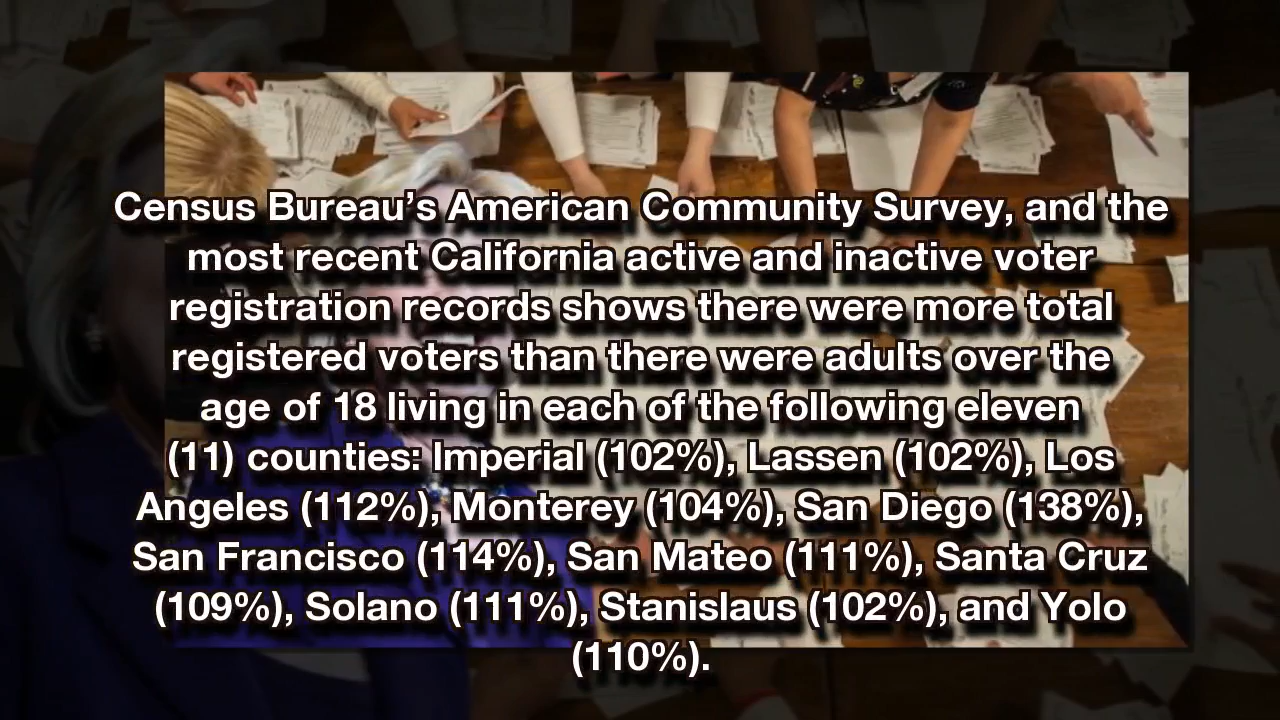 Census Bureau’s American Community Survey, and the
most recent California active and inactive voter
registration records shows there were more total
registered voters than there were adults over the
age of 18 living in each of the following eleven
(11) counties: Imperial (102%), Lassen (102%), Los
Angeles (112%), Monterey (104%), San Diego (138%),
San Francisco (114%), San Mateo (111%), Santa Cruz
(109%), Solano (111%), Stanislaus (102%), and Yolo
(110%).